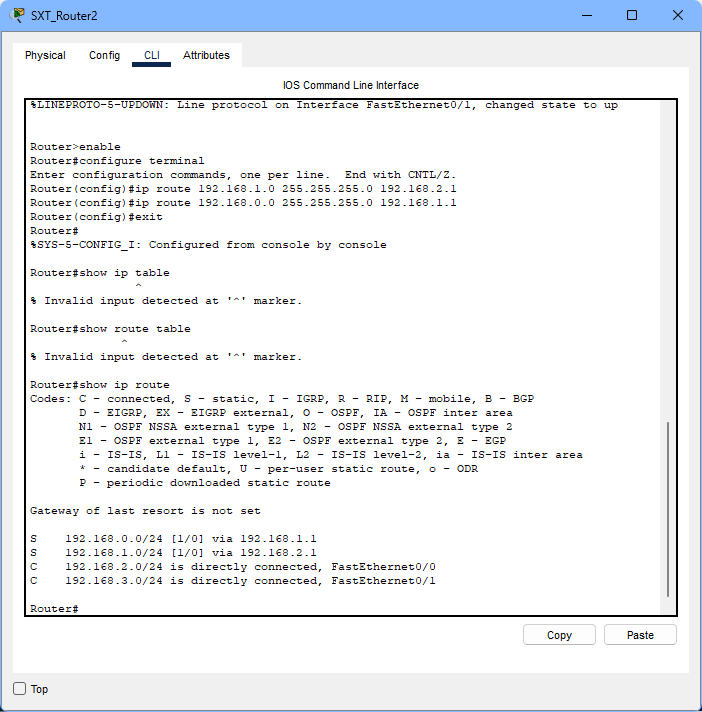 SXT_Router2
Physical Config CLI Attributes
IOS Command Line Interface
%LINEPROTO-5-UPDOWN: Line protocol on Interface FastEthernet0/1, changed state to up
Router>enable
Router#configure terminal
Enter configuration commands, one per line.  End with CNTL/Z.
Router(config)#ip route 192.168.1.0 255.255.255.0 192.168.2.1
Router(config)#ip route 192.168.0.0 255.255.255.0 192.168.1.1
Router(config)#exit
Router#
%SYS-5-CONFIG_I: Configured from console by console
Router#show ip table
^
% Invalid input detected at '^' marker.
Router#show route table
^
% Invalid input detected at '^' marker.
Router#show ip route
Codes: C - connected, S - static, I - IGRP, R - RIP, M - mobile, B - BGP
D - EIGRP, EX - EIGRP external, O - OSPF, IA - OSPF inter area
N1 - OSPF NSSA external type 1, N2 - OSPF NSSA external type 2
E1 - OSPF external type 1, E2 - OSPF external type 2, E - EGP
i - IS-IS, L1 - IS-IS level-1, L2 - IS-IS level-2, ia - IS-IS inter area
* - candidate default, U - per-user static route, o - ODR
P - periodic downloaded static route
Gateway of last resort is not set
S    192.168.0.0/24 [1/0] via 192.168.1.1
S    192.168.1.0/24 [1/0] via 192.168.2.1
C    192.168.2.0/24 is directly connected, FastEthernet0/0
C    192.168.3.0/24 is directly connected, FastEthernet0/1
Router#
Copy Paste
Top